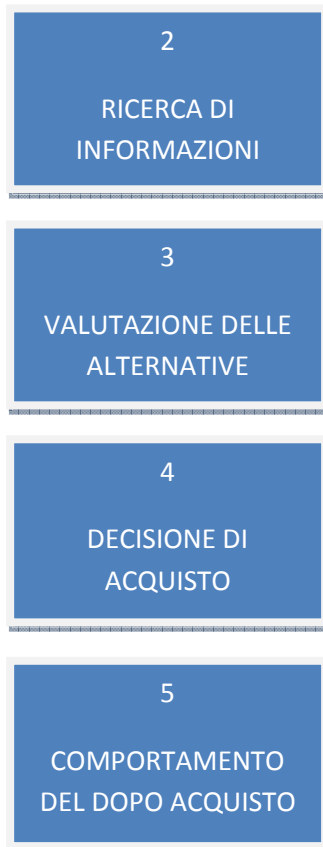 2
RICERCA DI
INFORMAZIONI
3
VALUTAZIONE DELLE
ALTERNATIVE
4
DECISIONE DI
ACQUISTO
5
COMPORTAMENTO
DEL DOPO ACQUISTO